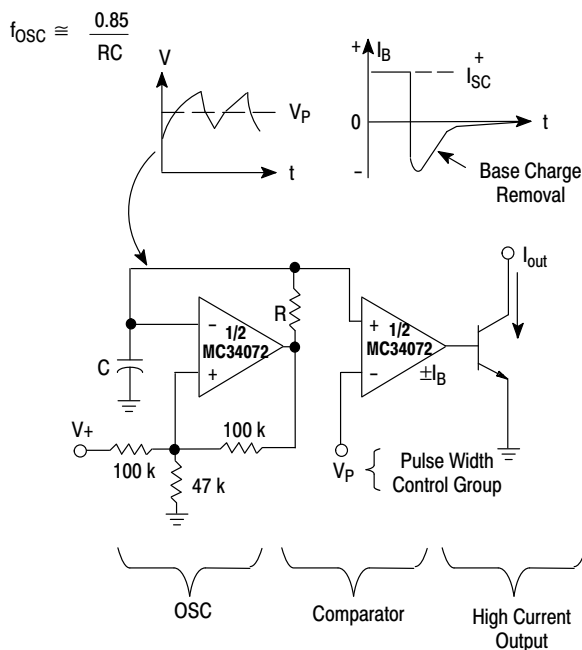 fOSC ≅ 0.85
RC
V
VP
t
+ IB
ISC+
0
t
–
Base Charge
Removal
Iout
R
–
1/2
MC34072
+
C
+
1/2
MC34072
–
±IB
V+
100 k
100 k
47 k
VP
Pulse Width
Control Group
OSC
Comparator
High Current
Output